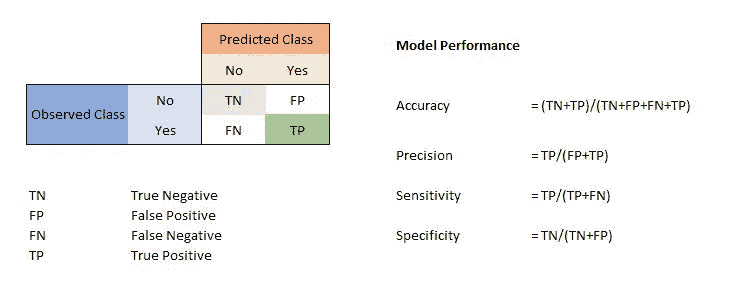 Predicted Class
No Yes
Observed Class No TN FP
Yes FN TP
TN True Negative
FP False Positive
FN False Negative
TP True Positive
Model Performance
Accuracy = (TN+TP)/(TN+FP+FN+TP)
Precision = TP/(FP+TP)
Sensitivity = TP/(TP+FN)
Specificity = TN/(TN+FP)